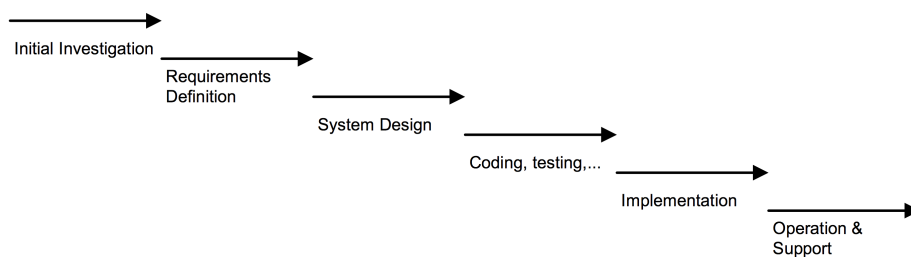 Initial Investigation
Requirements
Definition
System Design
Coding, testing,...
Implementation
Operation &
Support